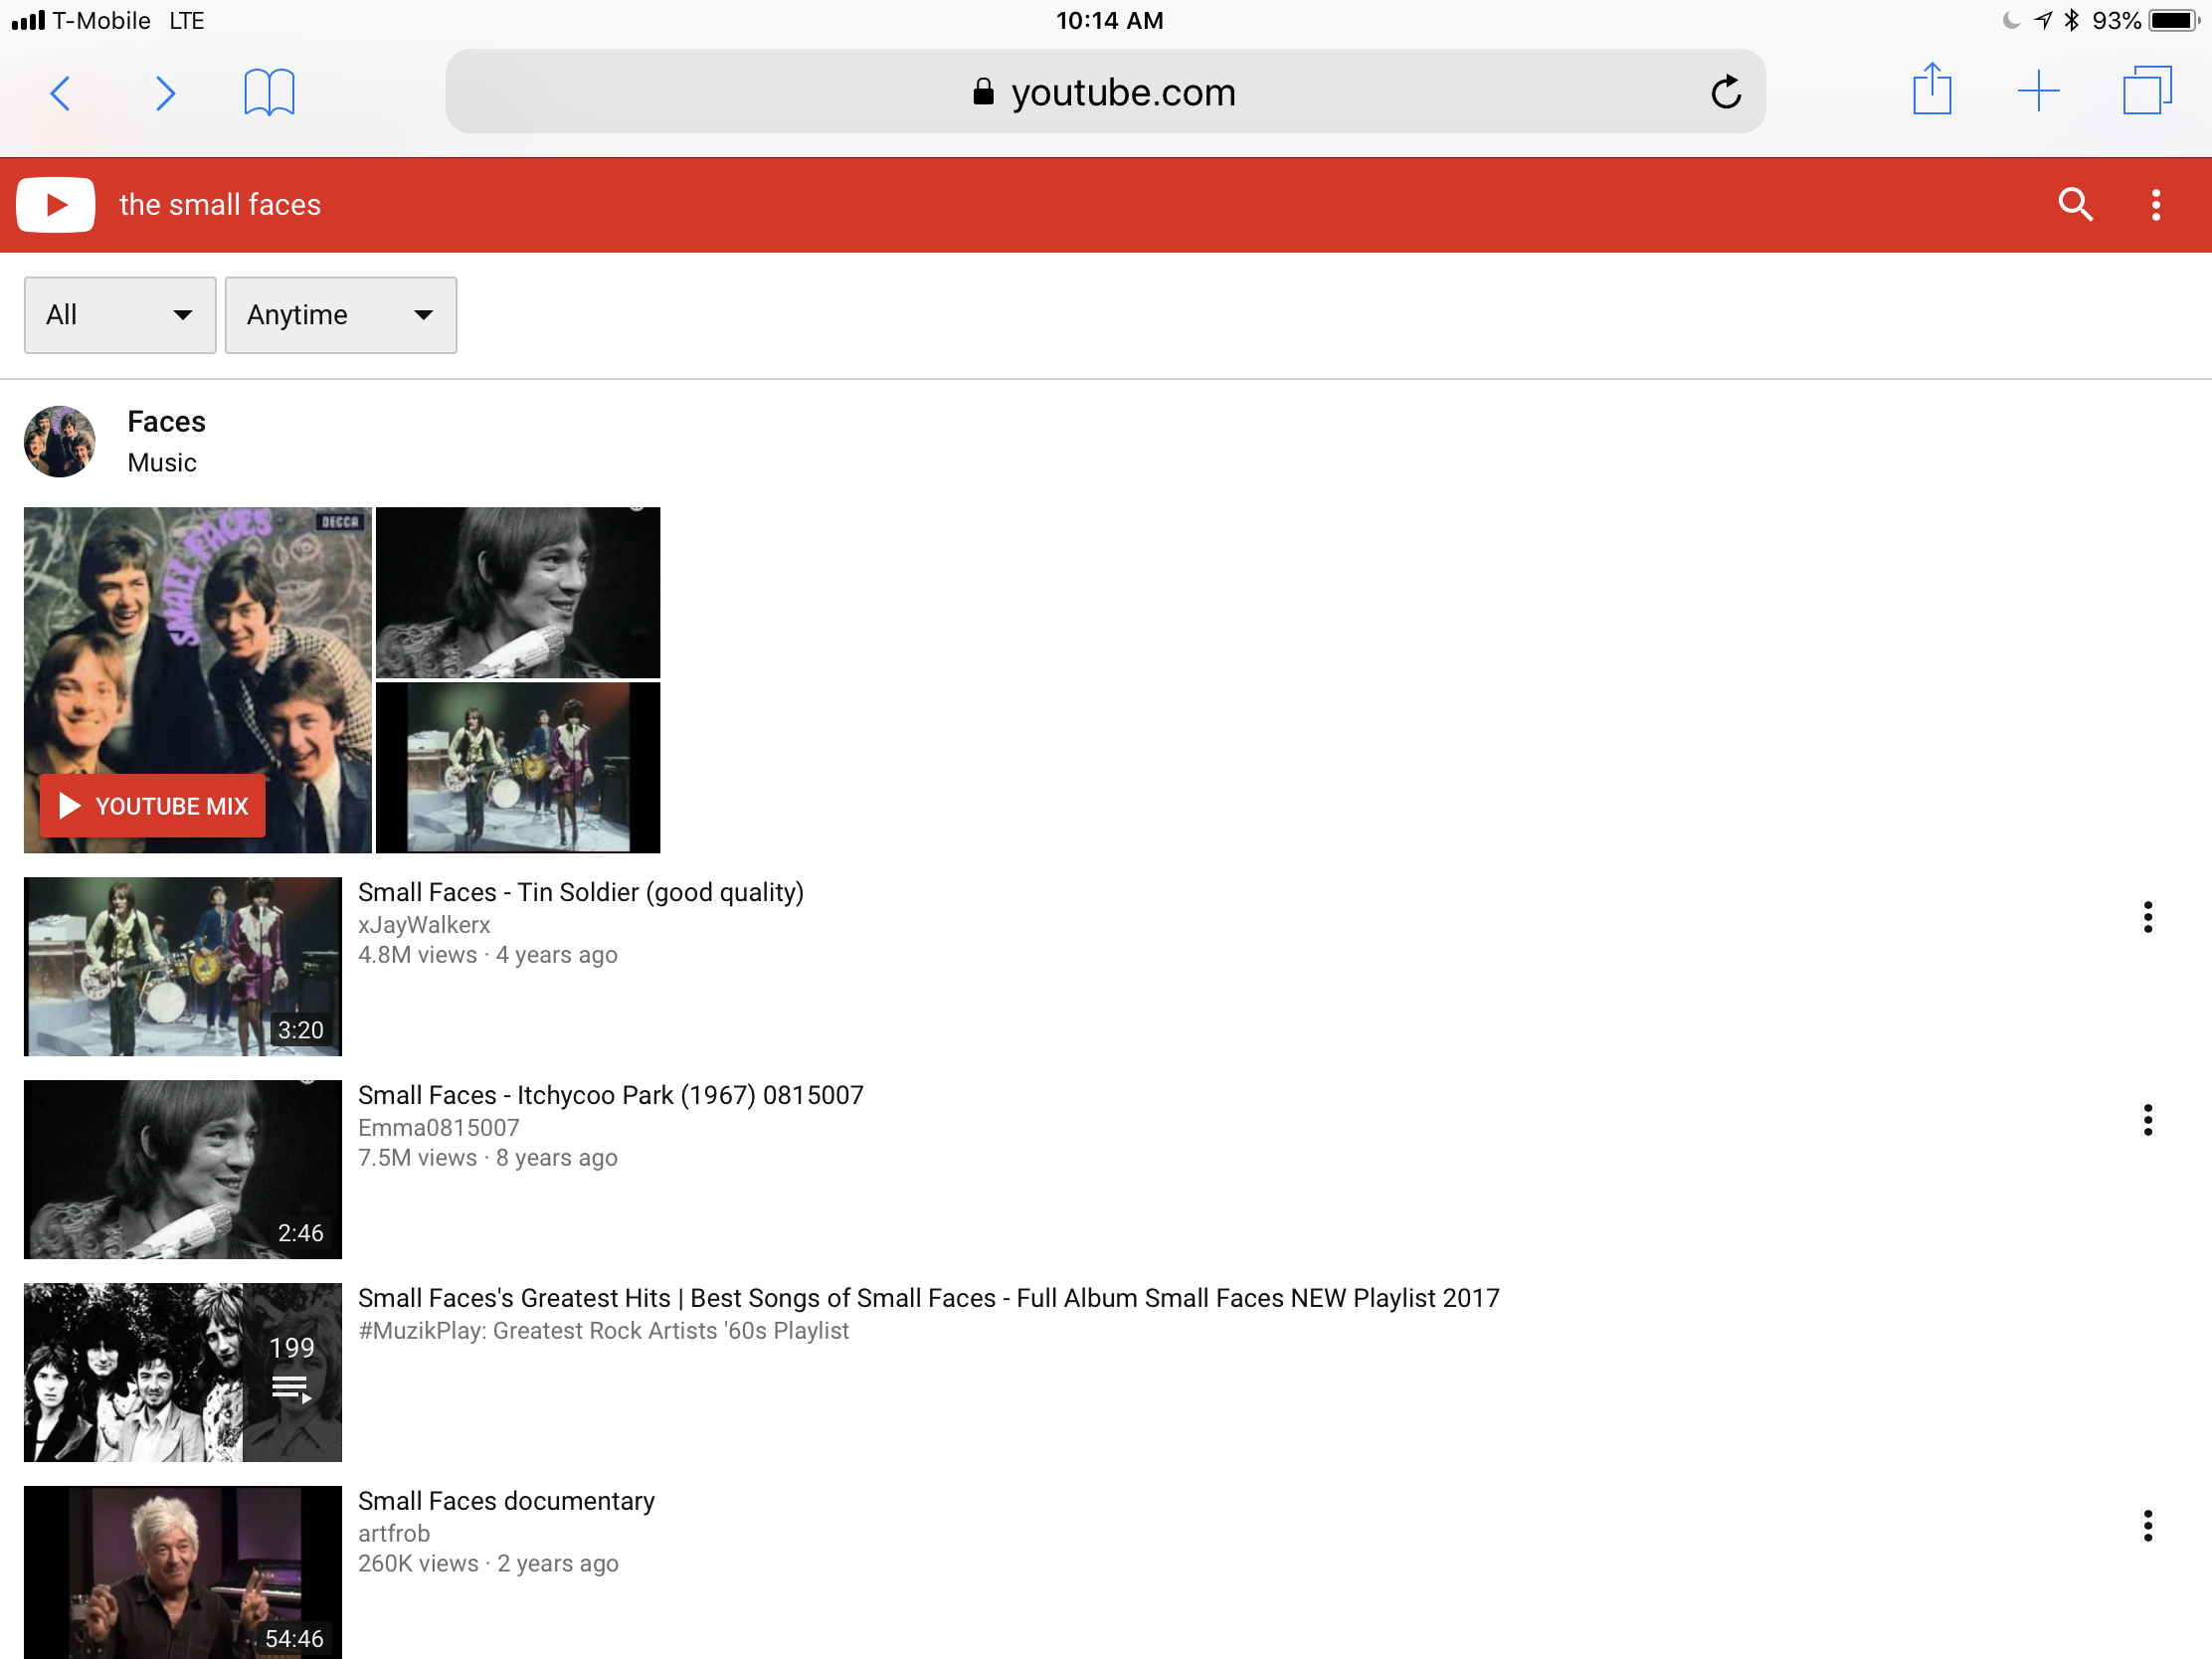 T-Mobile LTE
10:14 AM
93%
youtube.com
the small faces
All
Anytime
Faces
Music
SMALL FACES
DECCA
YOUTUBE MIX
Small Faces - Tin Soldier (good quality)
xJayWalkerx
4.8M views · 4 years ago
3:20
Small Faces - Itchycoo Park (1967) 0815007
Emma0815007
7.5M views · 8 years ago
2:46
Small Faces's Greatest Hits | Best Songs of Small Faces - Full Album Small Faces NEW Playlist 2017
#MuzikPlay: Greatest Rock Artists '60s Playlist
199
Small Faces documentary
artfrob
260K views · 2 years ago
54:46